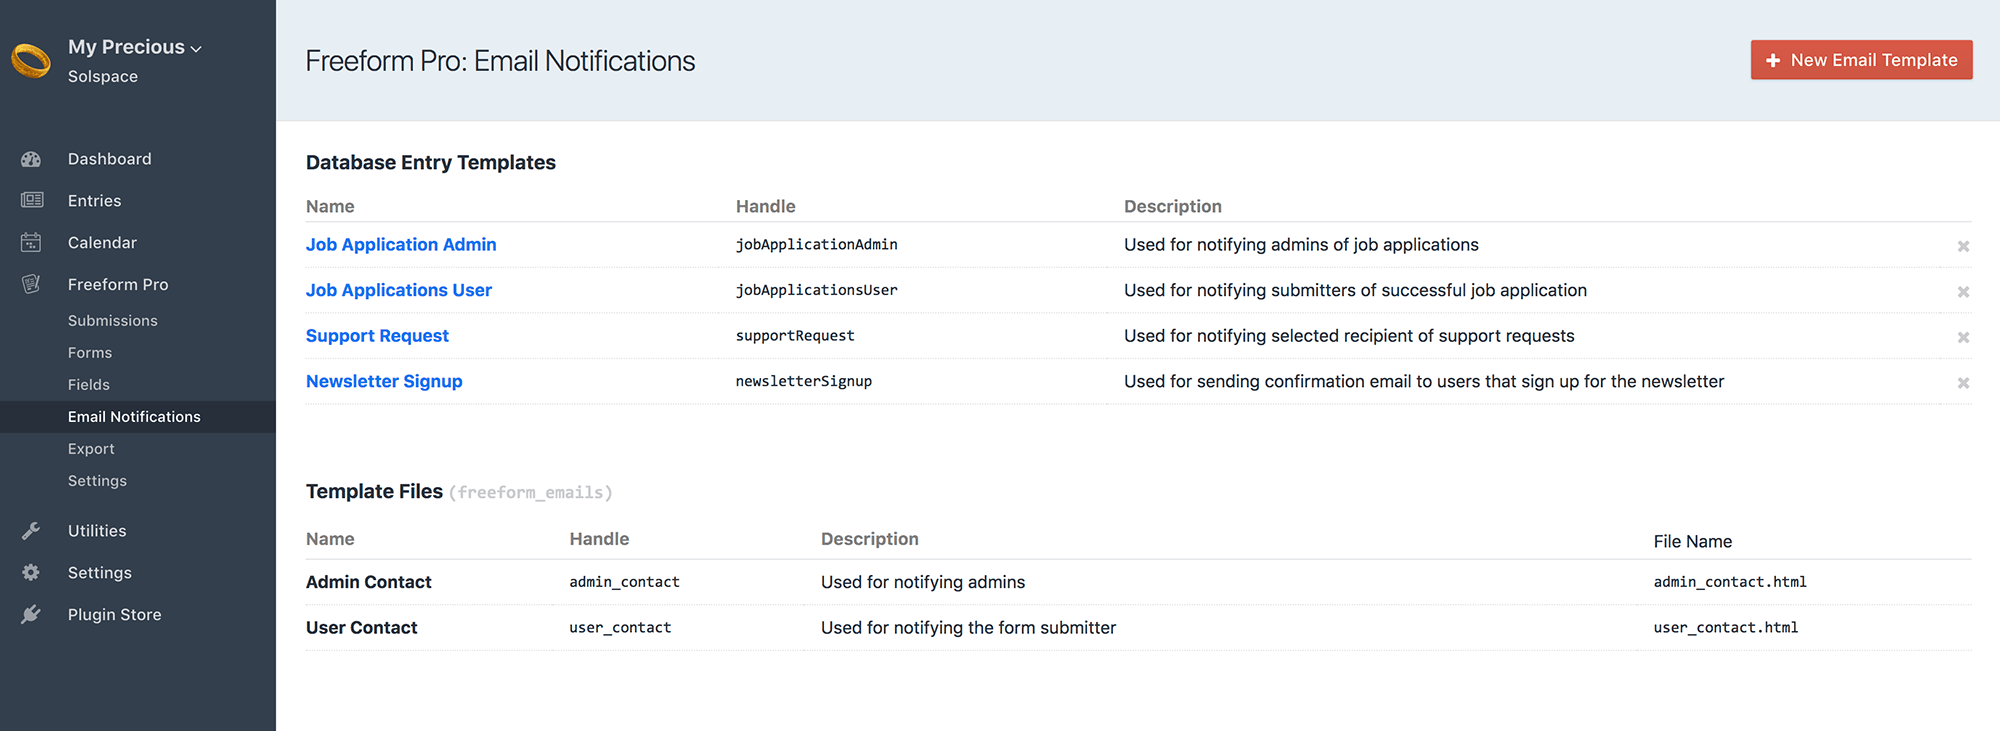 My Precious
Solspace
Dashboard
Entries
Calendar
Freeform Pro
Submissions
Forms
Fields
Email Notifications
Export
Settings
Utilities
Settings
Plugin Store
Freeform Pro: Email Notifications
+ New Email Template
Database Entry Templates
Name Handle Description
Job Application Admin jobApplicationAdmin Used for notifying admins of job applications
Job Applications User jobApplicationsUser Used for notifying submitters of successful job application
Support Request supportRequest Used for notifying selected recipient of support requests
Newsletter Signup newsletterSignup Used for sending confirmation email to users that sign up for the newsletter
Template Files (freeform_emails)
Name Handle Description File Name
Admin Contact admin_contact Used for notifying admins admin_contact.html
User Contact user_contact Used for notifying the form submitter user_contact.html